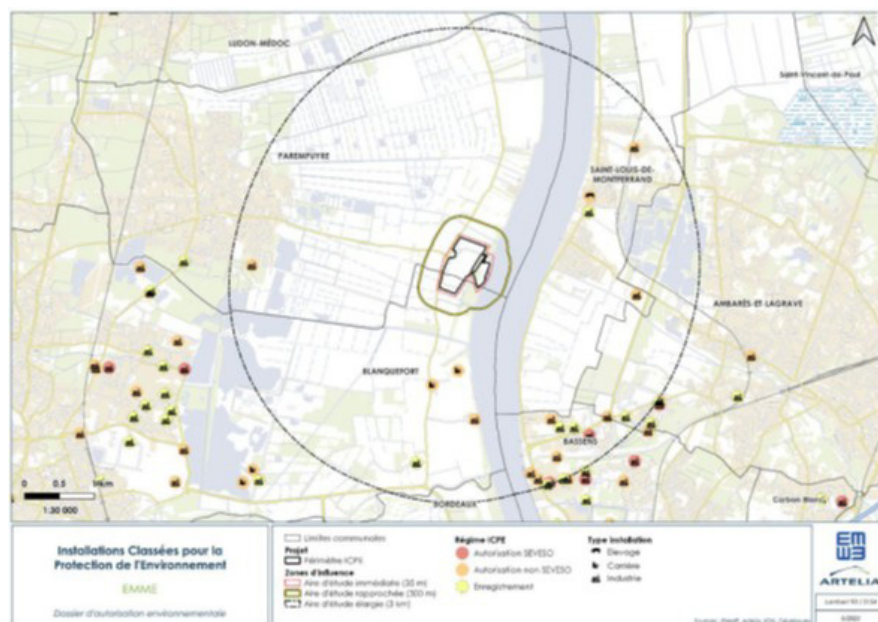 LUDON-MÉDOC
Saint-Vincent-de-Paul
PAREMPUYRE
SAINT-LOUIS-DE-
MONTFERRAND
AMBARÈS-ET-LAGRAVE
BLANQUEFORT
BASSENS
BORDEAUX
Carbon Blanc
0 0.5 1km
1:30 000
Installations Classées pour la
Protection de l'Environnement
EMME
Dossier d'autorisation environnementale
Limites communales
Projet
Périmètre ICPE
Zones d'influence
Aire d'étude immédiate (35 m)
Aire d'étude rapprochée (300 m)
Aire d'étude élargie (3 km)
Régime ICPE
Autorisation SEVESO
Autorisation non SEVESO
Enregistrement
Type installation
Elevage
Carrière
Industrie
EMME
ARTELIA